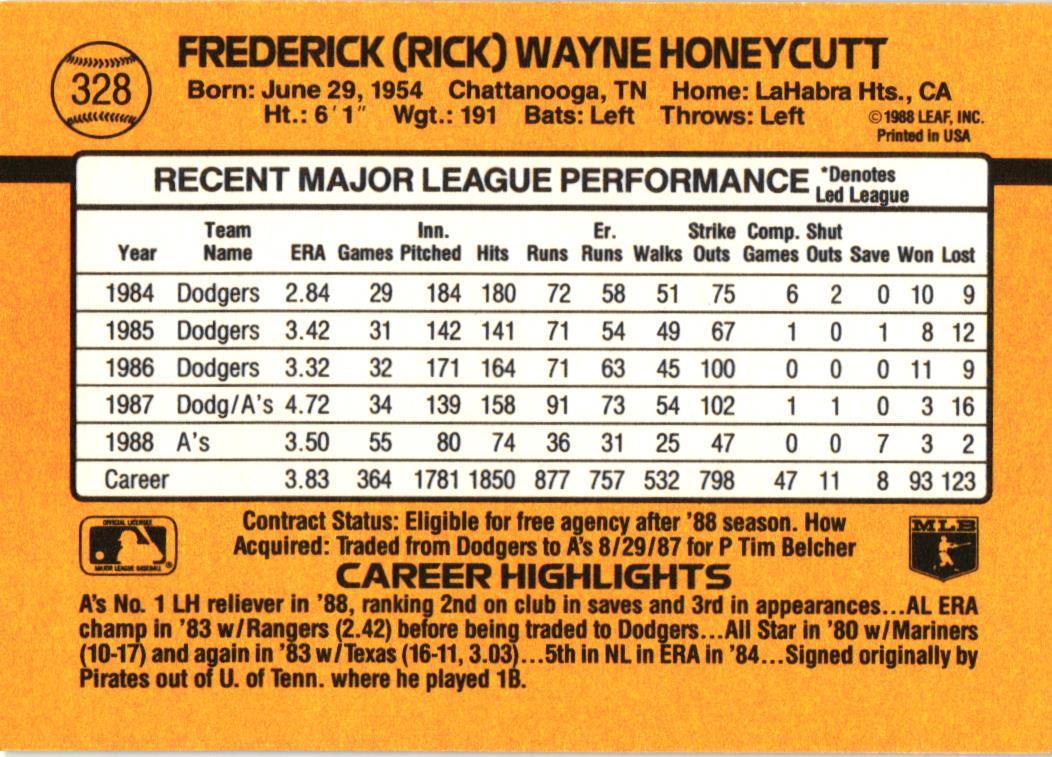 328
FREDERICK (RICK) WAYNE HONEYCUTT
Born: June 29, 1954 Chattanooga, TN Home: LaHabra Hts., CA
Ht.: 6' 1" Wgt.: 191 Bats: Left Throws: Left
©1988 LEAF, INC.
Printed in USA
RECENT MAJOR LEAGUE PERFORMANCE *Denotes
Led League
Year Team Name ERA Games Inn. Pitched Hits Runs Er. Runs Walks Strike Outs Comp. Games Shut Outs Save Won Lost
1984 Dodgers 2.84 29 184 180 72 58 51 75 6 2 0 10 9
1985 Dodgers 3.42 31 142 141 71 54 49 67 1 0 1 8 12
1986 Dodgers 3.32 32 171 164 71 63 45 100 0 0 0 11 9
1987 Dodg/A's 4.72 34 139 158 91 73 54 102 1 1 0 3 16
1988 A's 3.50 55 80 74 36 31 25 47 0 0 7 3 2
Career 3.83 364 1781 1850 877 757 532 798 47 11 8 93 123
OFFICIAL LICENSEE
MAJOR LEAGUE BASEBALL
®
Contract Status: Eligible for free agency after '88 season. How
Acquired: Traded from Dodgers to A's 8/29/87 for P Tim Belcher
MLB
CAREER HIGHLIGHTS
A's No. 1 LH reliever in '88, ranking 2nd on club in saves and 3rd in appearances...AL ERA
champ in '83 w/Rangers (2.42) before being traded to Dodgers...All Star in '80 w/Mariners
(10-17) and again in '83 w/Texas (16-11, 3.03)...5th in NL in ERA in '84...Signed originally by
Pirates out of U. of Tenn. where he played 1B.